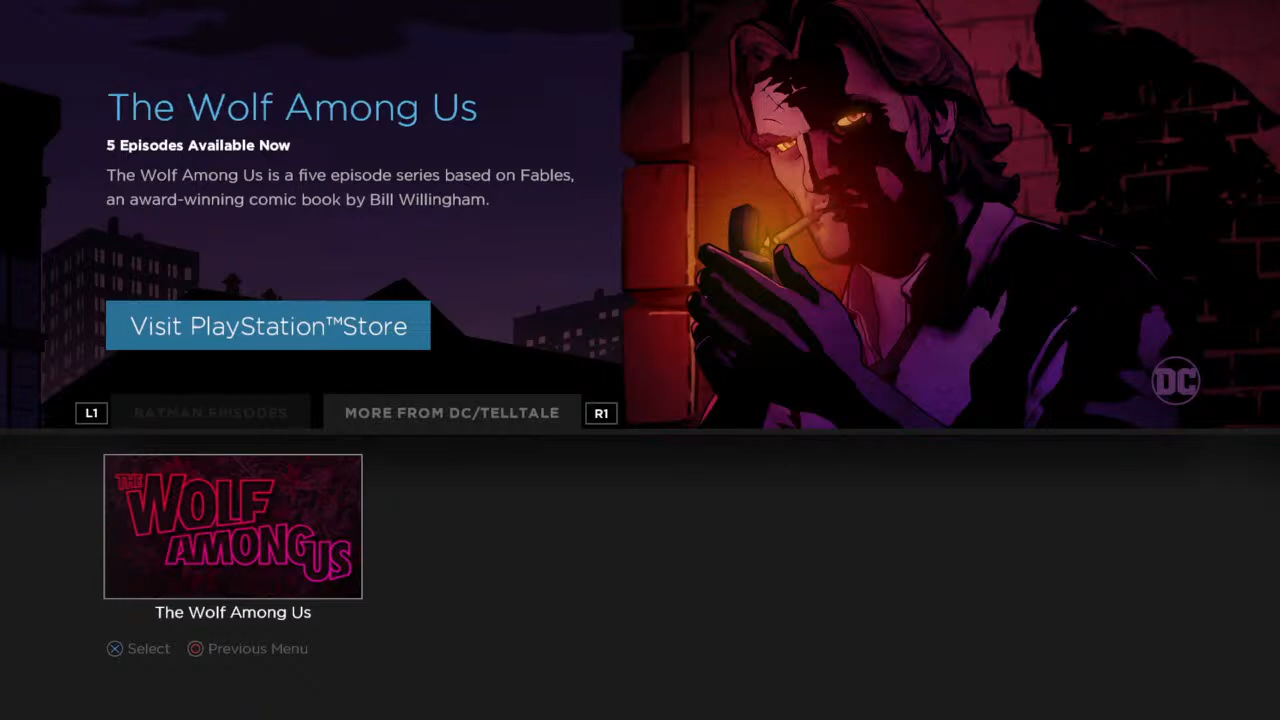 The Wolf Among Us
5 Episodes Available Now
The Wolf Among Us is a five episode series based on Fables,
an award-winning comic book by Bill Willingham.
Visit PlayStation™Store
DC
L1
BATMAN EPISODES
MORE FROM DC/TELLTALE
R1
THE
WOLF
AMONG
US
The Wolf Among Us
Select
Previous Menu